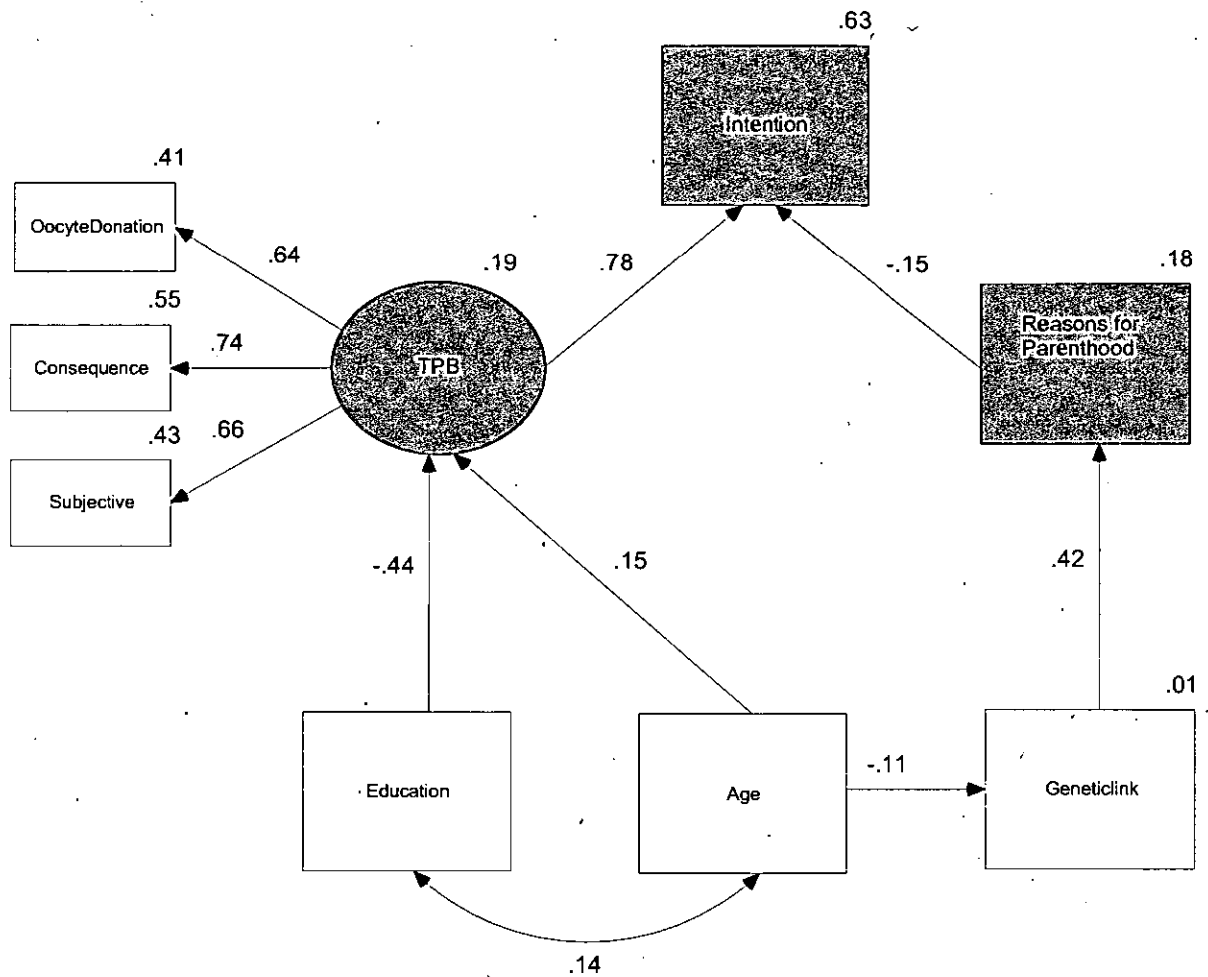 .63
Intention
.41
OocyteDonation
.64
.19
.78
-.15
.18
.55
Reasons for
Parenthood
.74
Consequence
TPB
.43
.66
Subjective
-.44
.15
.42
.01
-.11
Education
Age
Geneticlink
.14